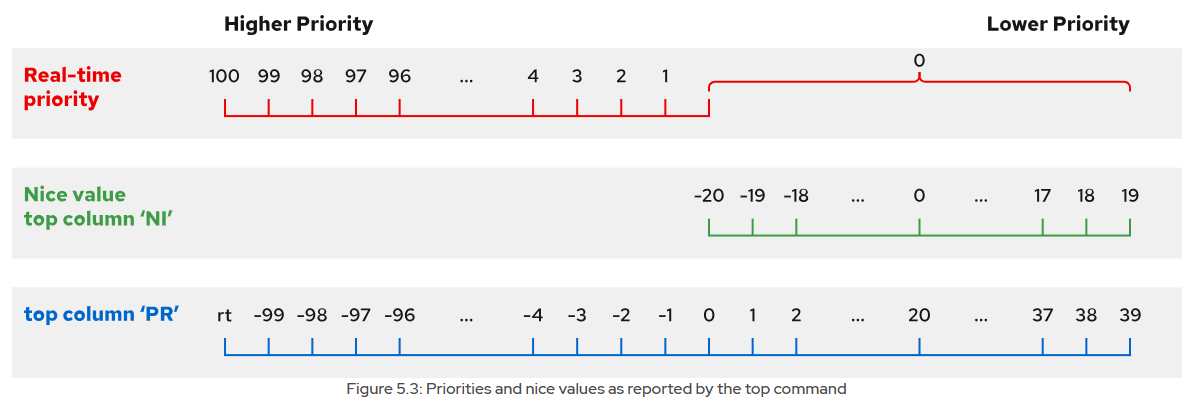 Higher Priority Lower Priority
Real-time
priority
100 99 98 97 96 ... 4 3 2 1 0
Nice value
top column ‘NI’
-20 -19 -18 ... 0 ... 17 18 19
top column ‘PR’ rt -99 -98 -97 -96 ... -4 -3 -2 -1 0 1 2 ... 20 ... 37 38 39
Figure 5.3: Priorities and nice values as reported by the top command